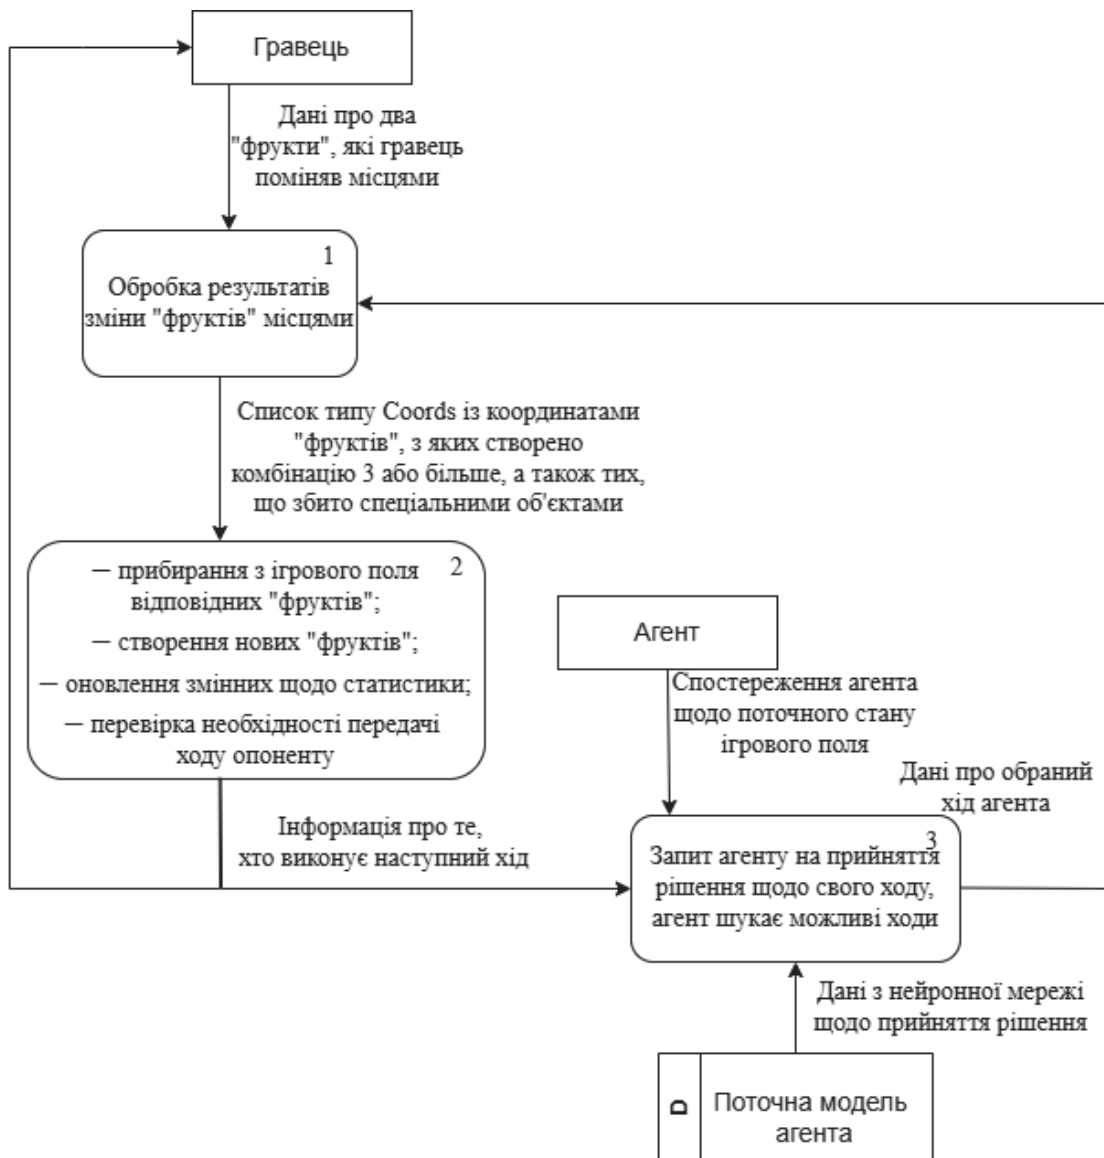 Гравець
Дані про два
"фрукти", які гравець
поміняв місцями
1
Обробка результатів
зміни "фруктів" місцями
Список типу Coords із координатами
"фруктів", з яких створено
комбінацію 3 або більше, а також тих,
що збито спеціальними об'єктами
2
— прибирання з ігрового поля
відповідних "фруктів";
— створення нових "фруктів";
— оновлення змінних щодо статистики;
— перевірка необхідності передачі
ходу опоненту
Інформація про те,
хто виконує наступний хід
Агент
Спостереження агента
щодо поточного стану
ігрового поля
Дані про обраний
хід агента
3
Запит агенту на прийняття
рішення щодо свого ходу,
агент шукає можливі ходи
Дані з нейронної мережі
щодо прийняття рішення
D
Поточна модель
агента